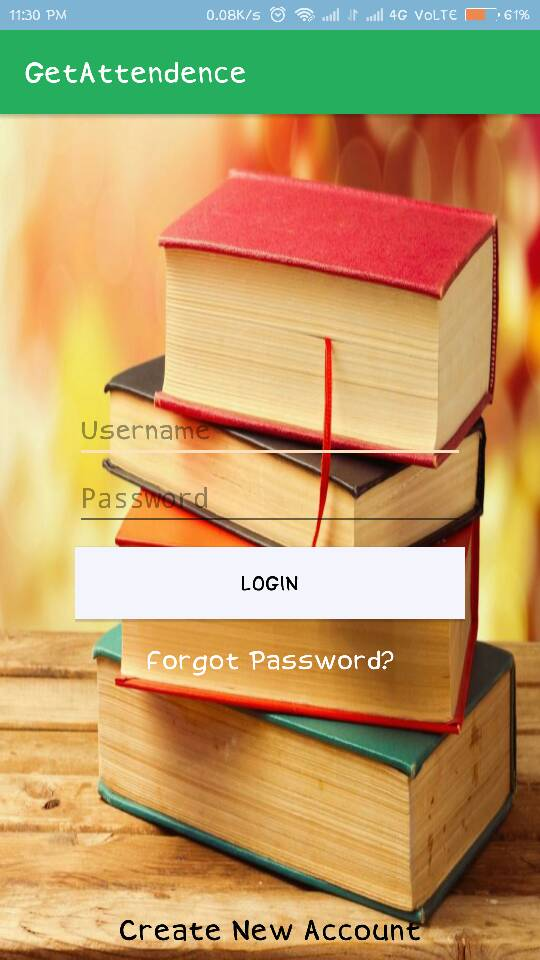 11:30 PM 0.08K/s 4G VoLTE 61%
GetAttendence
Username
Password
LOGIN
Forgot Password?
Create New Account